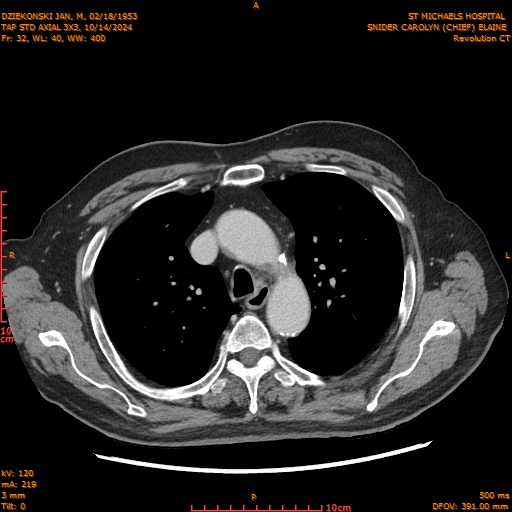 A
DZIEKONSKI JAN, M, 02/18/1953
TAP STD AXIAL 3X3, 10/14/2024
Fr: 32, WL: 40, WW: 400
ST MICHAELS HOSPITAL
SNIDER CAROLYN (CHIEF) ELAINE
Revolution CT
R
L
10
cm
kV: 120
mA: 219
3 mm
Tilt: 0
P
10cm
500 ms
DFOV: 391.00 mm